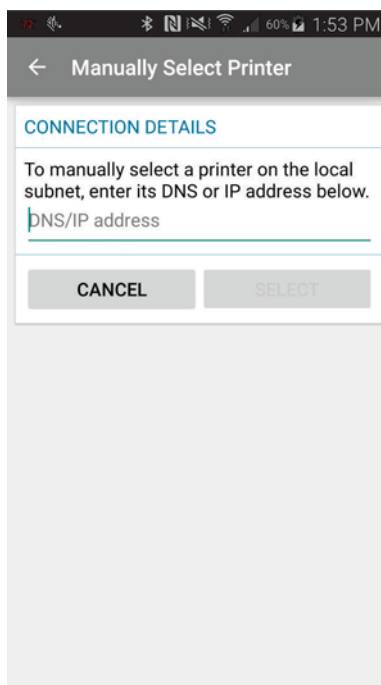 60% 1:53 PM
Manually Select Printer
CONNECTION DETAILS
To manually select a printer on the local
subnet, enter its DNS or IP address below.
DNS/IP address
CANCEL SELECT